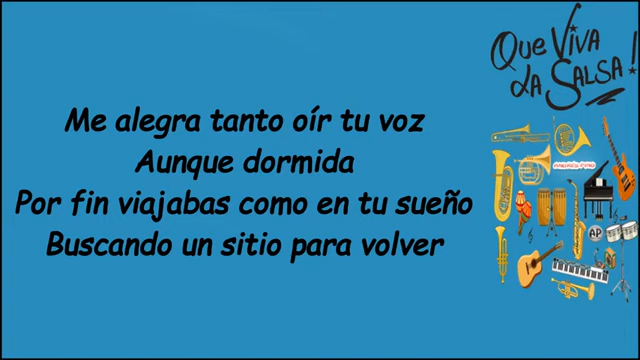 Que Viva
la Salsa!
Me alegra tanto oír tu voz
Aunque dormida
Por fin viajabas como en tu sueño
Buscando un sitio para volver
AP